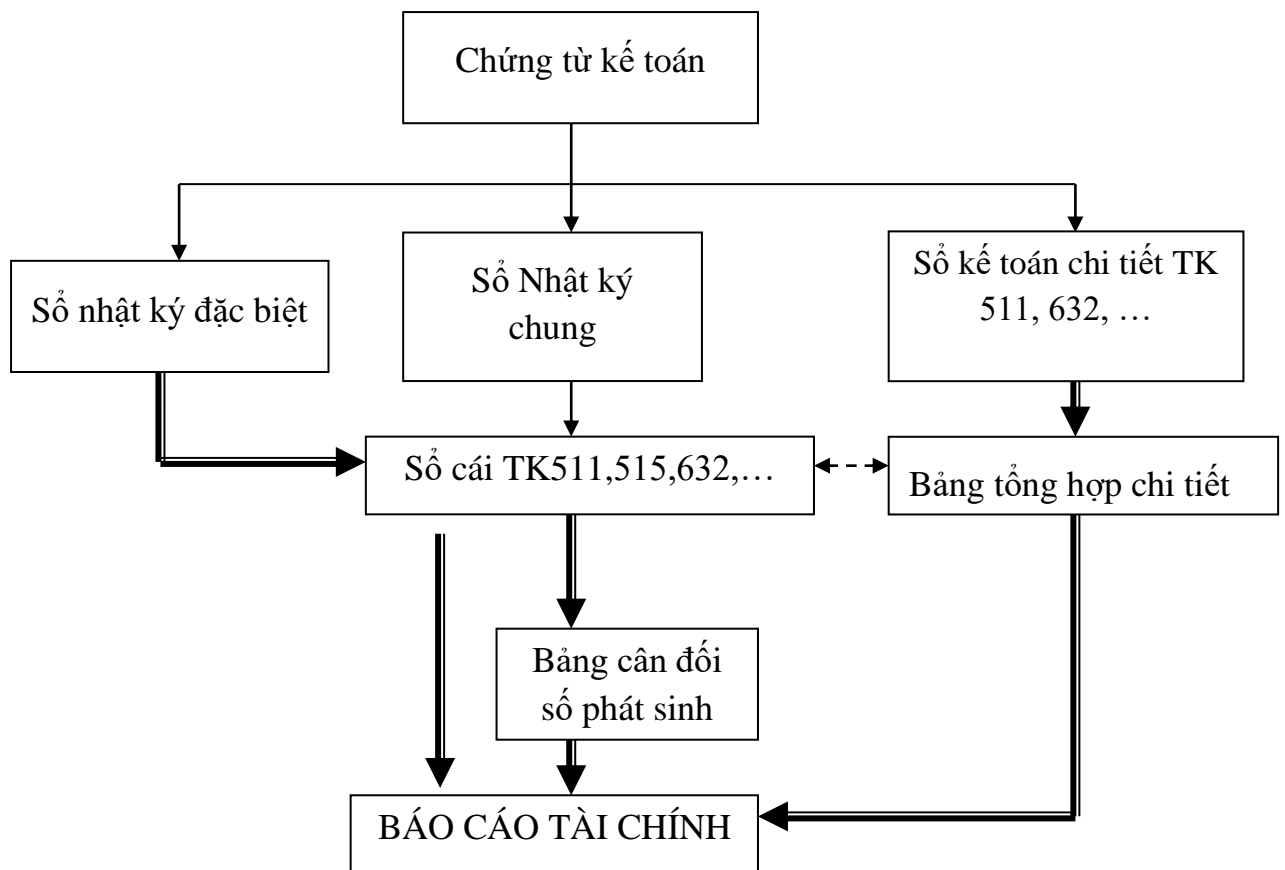 Chứng từ kế toán
Sổ nhật ký đặc biệt
Sổ Nhật ký
chung
Sổ kế toán chi tiết TK
511, 632, …
Sổ cái TK511,515,632,…
Bảng tổng hợp chi tiết
Bảng cân đối
số phát sinh
BÁO CÁO TÀI CHÍNH